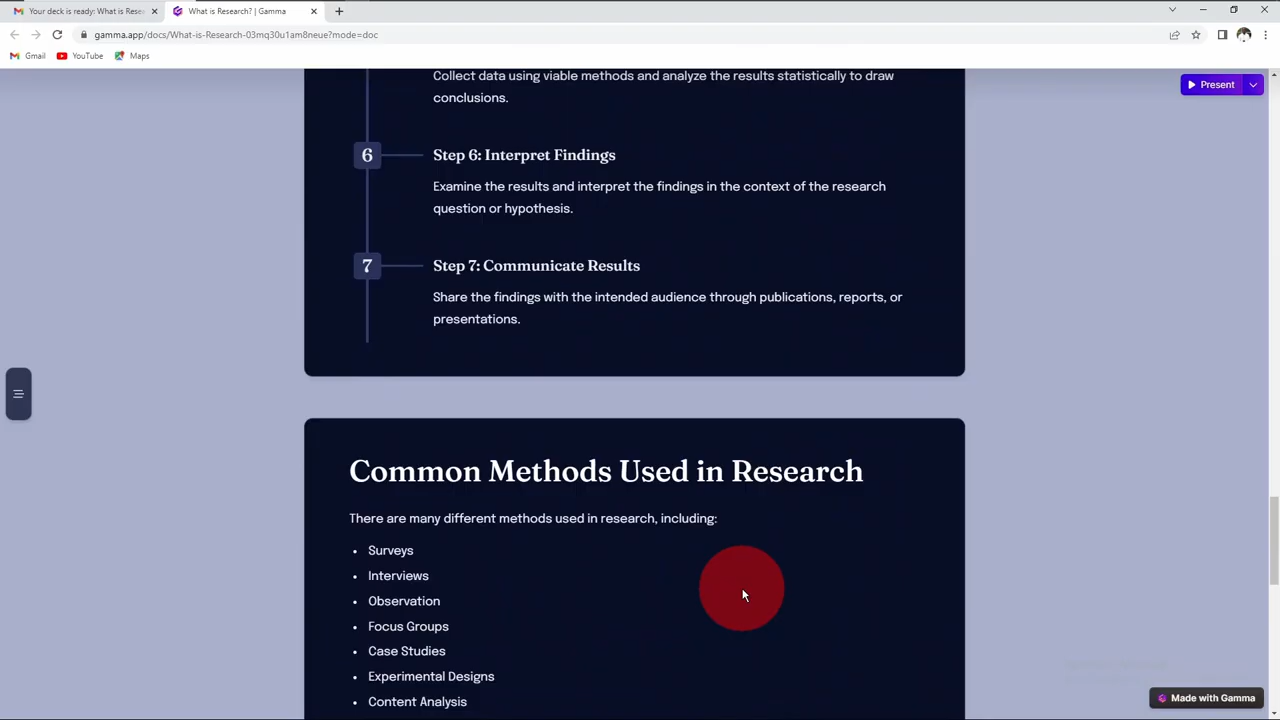 Your deck is ready: What is Rese
What is Research? | Gamma
gamma.app/docs/What-is-Research-03mq30u1am8neue?mode=doc
Gmail
YouTube
Maps
Present
Collect data using viable methods and analyze the results statistically to draw
conclusions.
6
Step 6: Interpret Findings
Examine the results and interpret the findings in the context of the research
question or hypothesis.
7
Step 7: Communicate Results
Share the findings with the intended audience through publications, reports, or
presentations.
Common Methods Used in Research
There are many different methods used in research, including:
• Surveys
• Interviews
• Observation
• Focus Groups
• Case Studies
• Experimental Designs
• Content Analysis
Made with Gamma